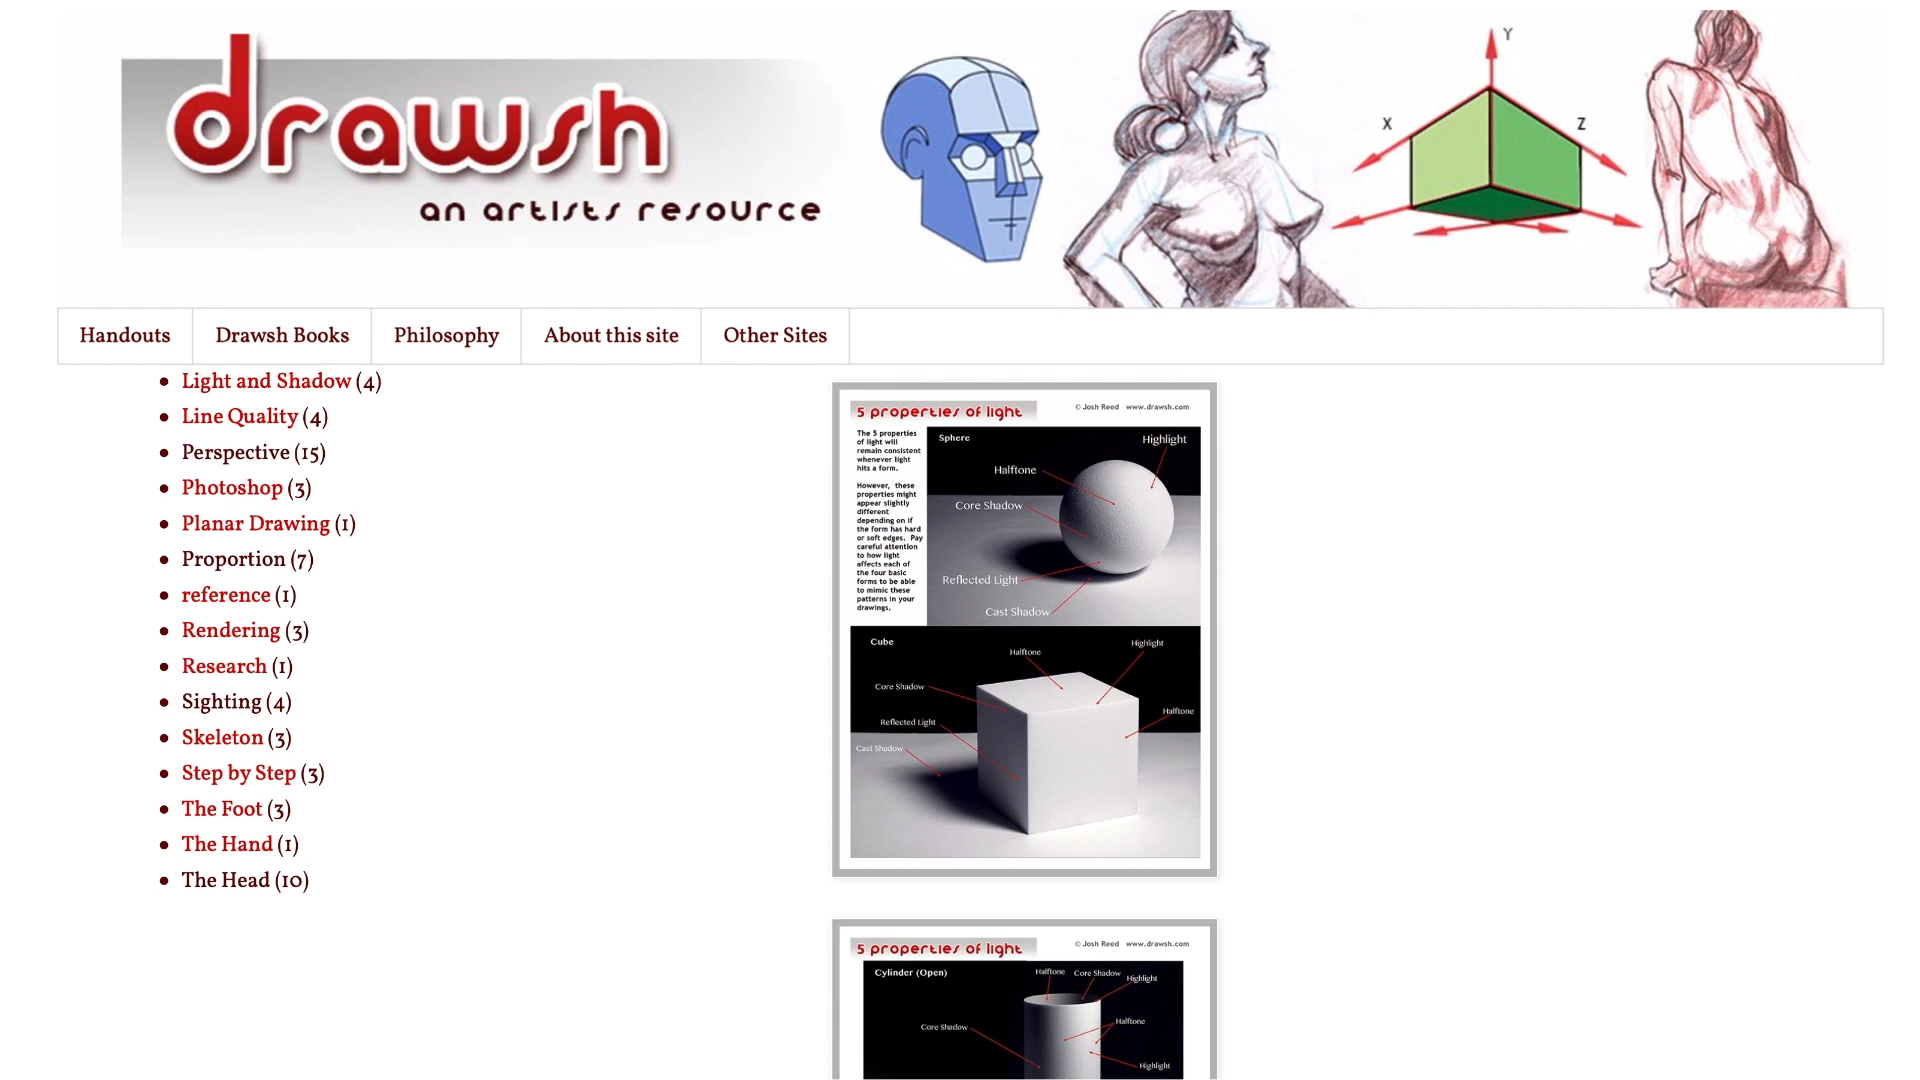 drawsh
an artists resource
Y
X
Z
Handouts
Drawsh Books
Philosophy
About this site
Other Sites
Light and Shadow (4)
Line Quality (4)
Perspective (15)
Photoshop (3)
Planar Drawing (1)
Proportion (7)
reference (1)
Rendering (3)
Research (1)
Sighting (4)
Skeleton (3)
Step by Step (3)
The Foot (3)
The Hand (1)
The Head (10)
5 properties of light
© Josh Reed www.drawsh.com
The 5 properties
of light will
remain consistent
whenever light
hits a form.
However, these
properties might
appear slightly
different
depending on if
the form has hard
or soft edges. Pay
careful attention
to how light
affects each of
the four basic
forms to be able
to mimic these
patterns in your
drawings.
Sphere
Highlight
Halftone
Core Shadow
Reflected Light
Cast Shadow
Cube
Highlight
Halftone
Core Shadow
Halftone
Reflected Light
Cast Shadow
5 properties of light
© Josh Reed www.drawsh.com
Cylinder (Open)
Halftone
Core Shadow
Highlight
Halftone
Core Shadow
Highlight